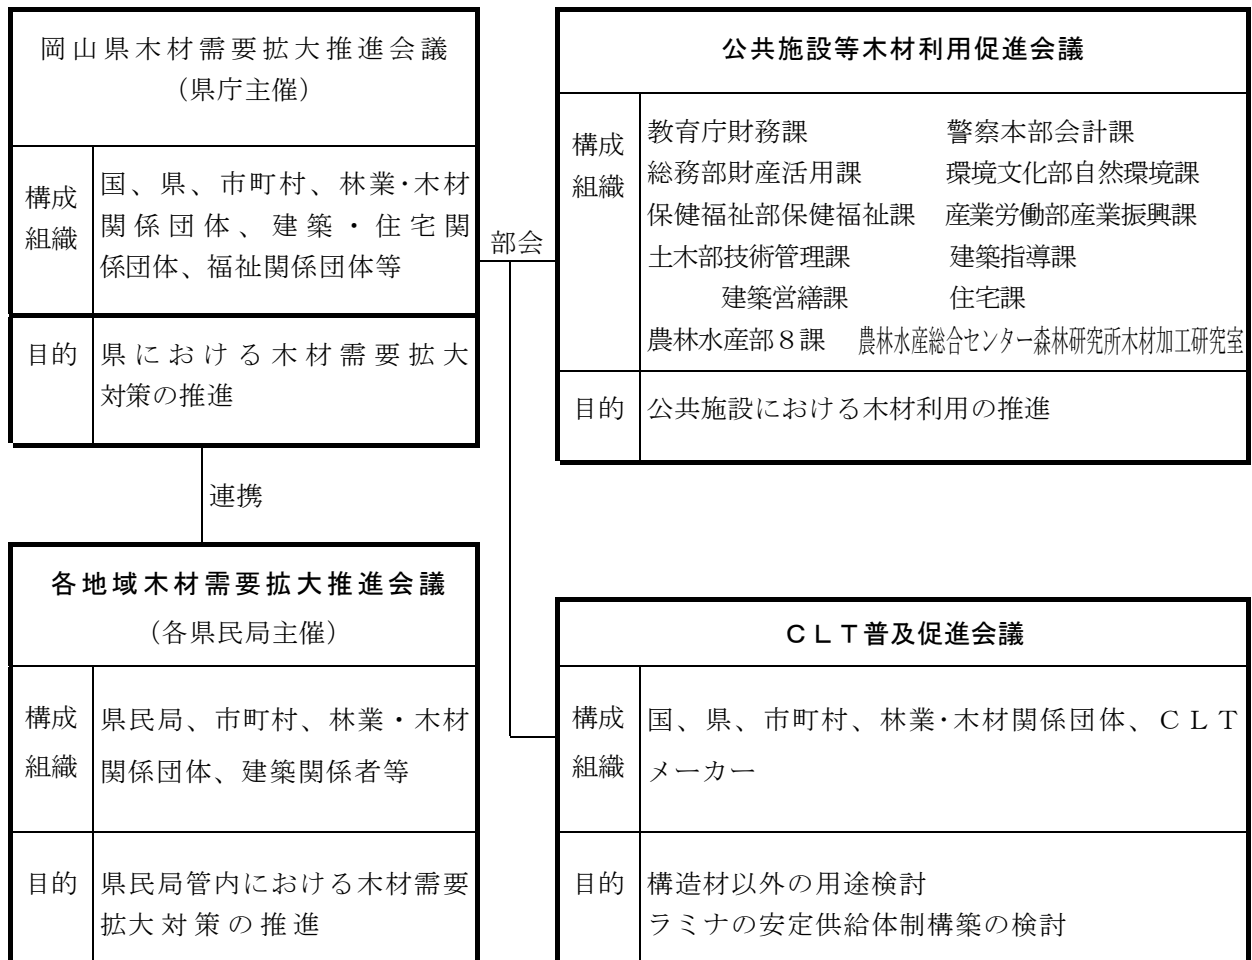 岡山県木材需要拡大推進会議
（県庁主催）
構成
組織
国、県、市町村、林業・木材
関係団体、建築・住宅関
係団体、福祉関係団体等
目的
県における木材需要拡大
対策の推進
部会
公共施設等木材利用促進会議
構成
組織
教育庁財務課　警察本部会計課
総務部財産活用課　環境文化部自然環境課
保健福祉部保健福祉課　産業労働部産業振興課
土木部技術管理課　建築指導課
建築営繕課　住宅課
農林水産部８課　農林水産総合センター森林研究所木材加工研究室
目的
公共施設における木材利用の推進
連携
各地域木材需要拡大推進会議
（各県民局主催）
構成
組織
県民局、市町村、林業・木材
関係団体、建築関係者等
目的
県民局管内における木材需要
拡大対策の推進
ＣＬＴ普及促進会議
構成
組織
国、県、市町村、林業・木材関係団体、ＣＬＴ
メーカー
目的
構造材以外の用途検討
ラミナの安定供給体制構築の検討